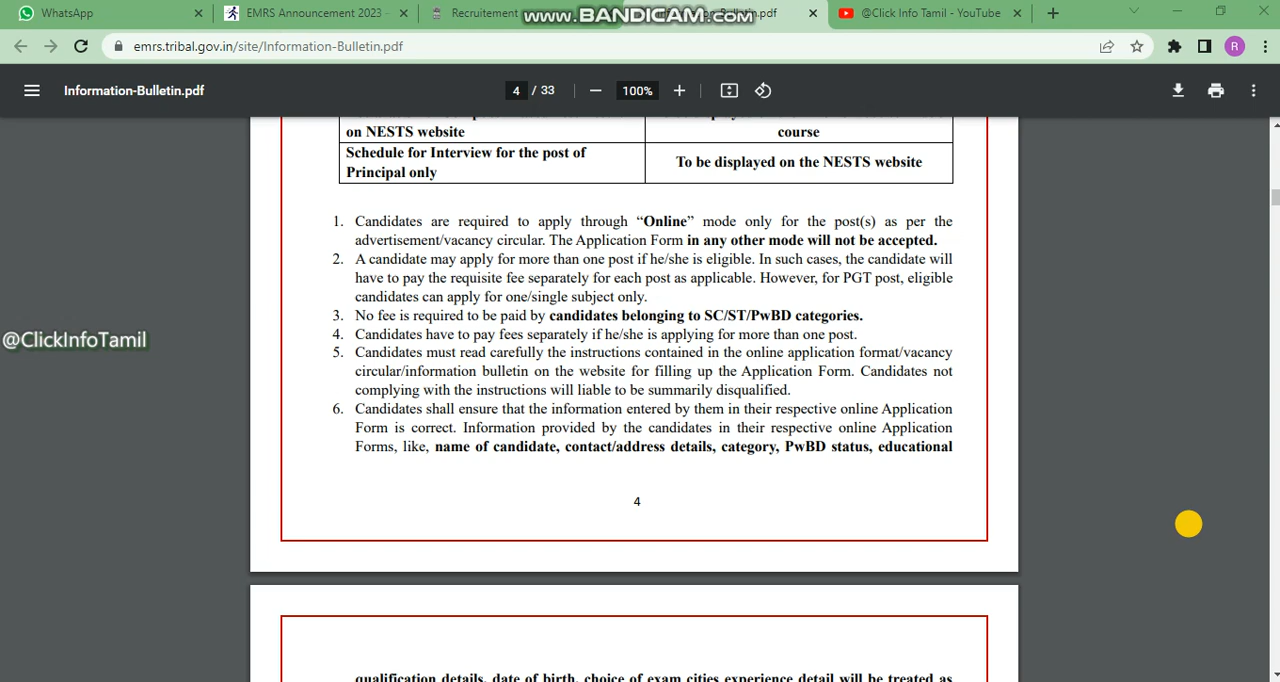 WhatsApp
EMRS Announcement 2023 -
Recruitement
www.BANDICAM.com
.pdf
@Click Info Tamil - YouTube
emrs.tribal.gov.in/site/Information-Bulletin.pdf
R
Information-Bulletin.pdf
4 / 33
100%
on NESTS website
course
Schedule for Interview for the post of
Principal only
To be displayed on the NESTS website
1. Candidates are required to apply through “Online” mode only for the post(s) as per the
advertisement/vacancy circular. The Application Form in any other mode will not be accepted.
2. A candidate may apply for more than one post if he/she is eligible. In such cases, the candidate will
have to pay the requisite fee separately for each post as applicable. However, for PGT post, eligible
candidates can apply for one/single subject only.
3. No fee is required to be paid by candidates belonging to SC/ST/PwBD categories.
@ClickInfoTamil
4. Candidates have to pay fees separately if he/she is applying for more than one post.
5. Candidates must read carefully the instructions contained in the online application format/vacancy
circular/information bulletin on the website for filling up the Application Form. Candidates not
complying with the instructions will liable to be summarily disqualified.
6. Candidates shall ensure that the information entered by them in their respective online Application
Form is correct. Information provided by the candidates in their respective online Application
Forms, like, name of candidate, contact/address details, category, PwBD status, educational
4
qualification details, date of birth, choice of exam cities experience detail will be treated as